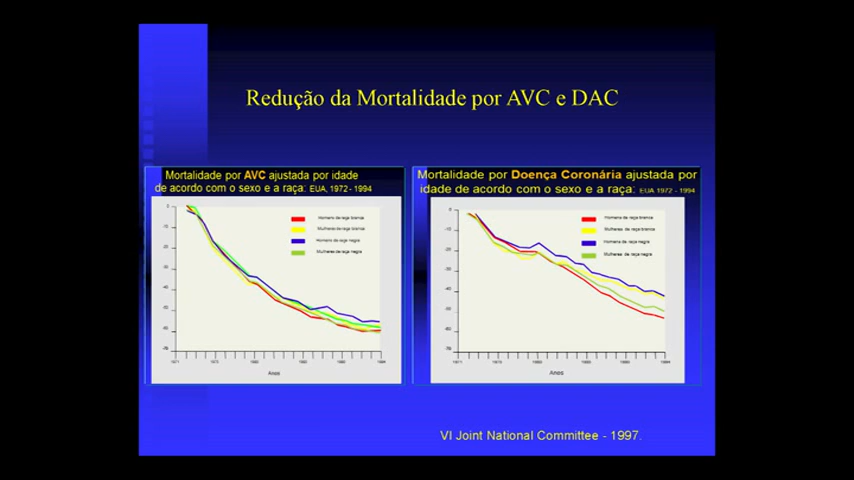 Redução da Mortalidade por AVC e DAC
Mortalidade por AVC ajustada por idade
de acordo com o sexo e a raça: EUA, 1972 - 1994
Mortalidade por Doença Coronária ajustada por
idade de acordo com o sexo e a raça: EUA 1972 - 1994
Homens de raça branca
Mulheres de raça branca
Homens de raça negra
Mulheres de raça negra
Anos
Homens de raça branca
Mulheres de raça branca
Homens de raça negra
Mulheres de raça negra
Anos
VI Joint National Committee - 1997.